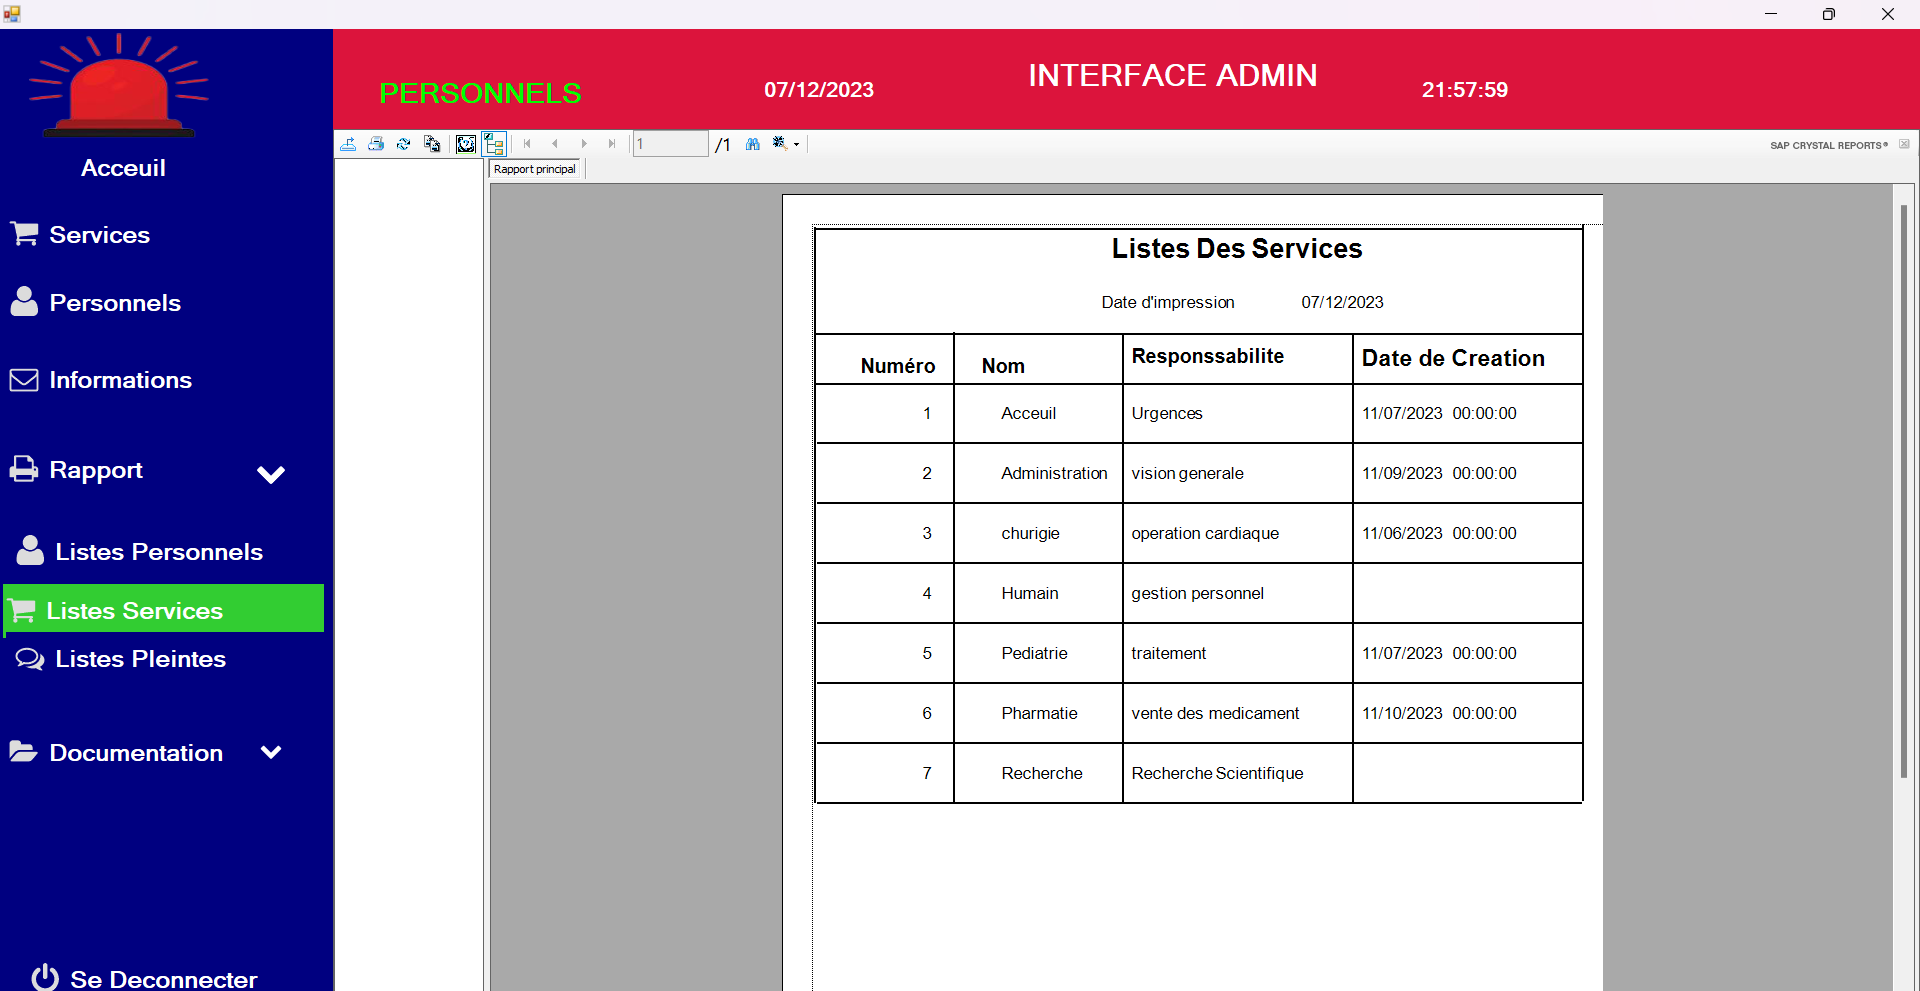 PERSONNELS
07/12/2023
INTERFACE ADMIN
21:57:59
Acceuil
Services
Personnels
Informations
Rapport
Listes Personnels
Listes Services
Listes Pleintes
Documentation
Se Deconnecter
1 /1
SAP CRYSTAL REPORTS®
Rapport principal
Listes Des Services
Date d'impression 07/12/2023
Numéro Nom Responssabilite Date de Creation
1 Acceuil Urgences 11/07/2023 00:00:00
2 Administration vision generale 11/09/2023 00:00:00
3 churigie operation cardiaque 11/06/2023 00:00:00
4 Humain gestion personnel
5 Pediatrie traitement 11/07/2023 00:00:00
6 Pharmatie vente des medicament 11/10/2023 00:00:00
7 Recherche Recherche Scientifique